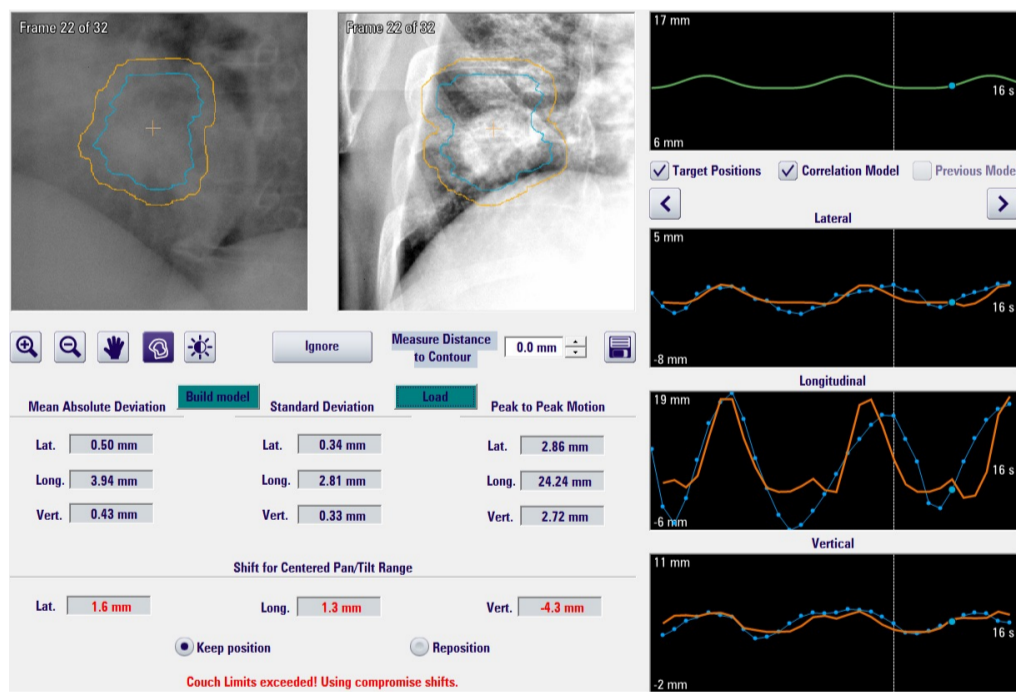 Frame 22 of 32
Frame 22 of 32
17 mm
16 s
6 mm
Target Positions
Correlation Model
Previous Mode
Lateral
5 mm
16 s
-8 mm
Longitudinal
19 mm
16 s
-6 mm
Vertical
11 mm
16 s
-2 mm
Ignore
Measure Distance
to Contour
0.0 mm
Build model
Load
Mean Absolute Deviation
Standard Deviation
Peak to Peak Motion
Lat. 0.50 mm
Lat. 0.34 mm
Lat. 2.86 mm
Long. 3.94 mm
Long. 2.81 mm
Long. 24.24 mm
Vert. 0.43 mm
Vert. 0.33 mm
Vert. 2.72 mm
Shift for Centered Pan/Tilt Range
Lat. 1.6 mm
Long. 1.3 mm
Vert. -4.3 mm
Keep position
Reposition
Couch Limits exceeded! Using compromise shifts.